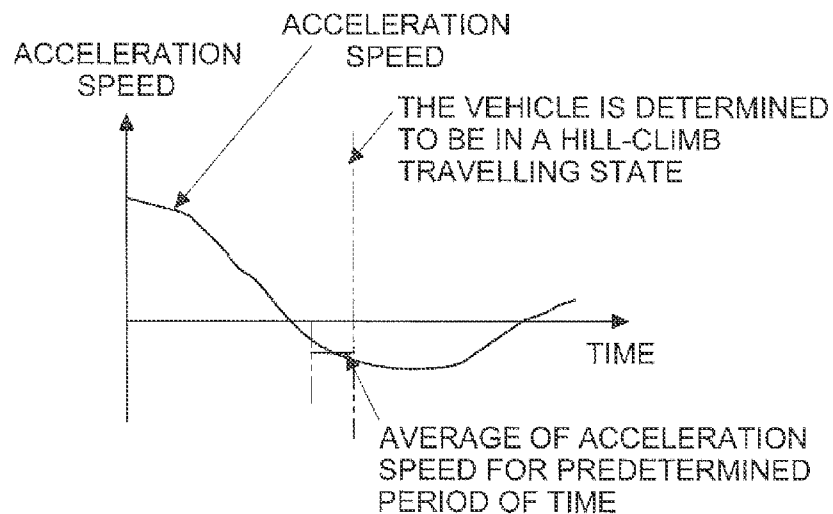 ACCELERATION
SPEED
ACCELERATION
SPEED
THE VEHICLE IS DETERMINED
TO BE IN A HILL-CLIMB
TRAVELLING STATE
TIME
AVERAGE OF ACCELERATION
SPEED FOR PREDETERMINED
PERIOD OF TIME